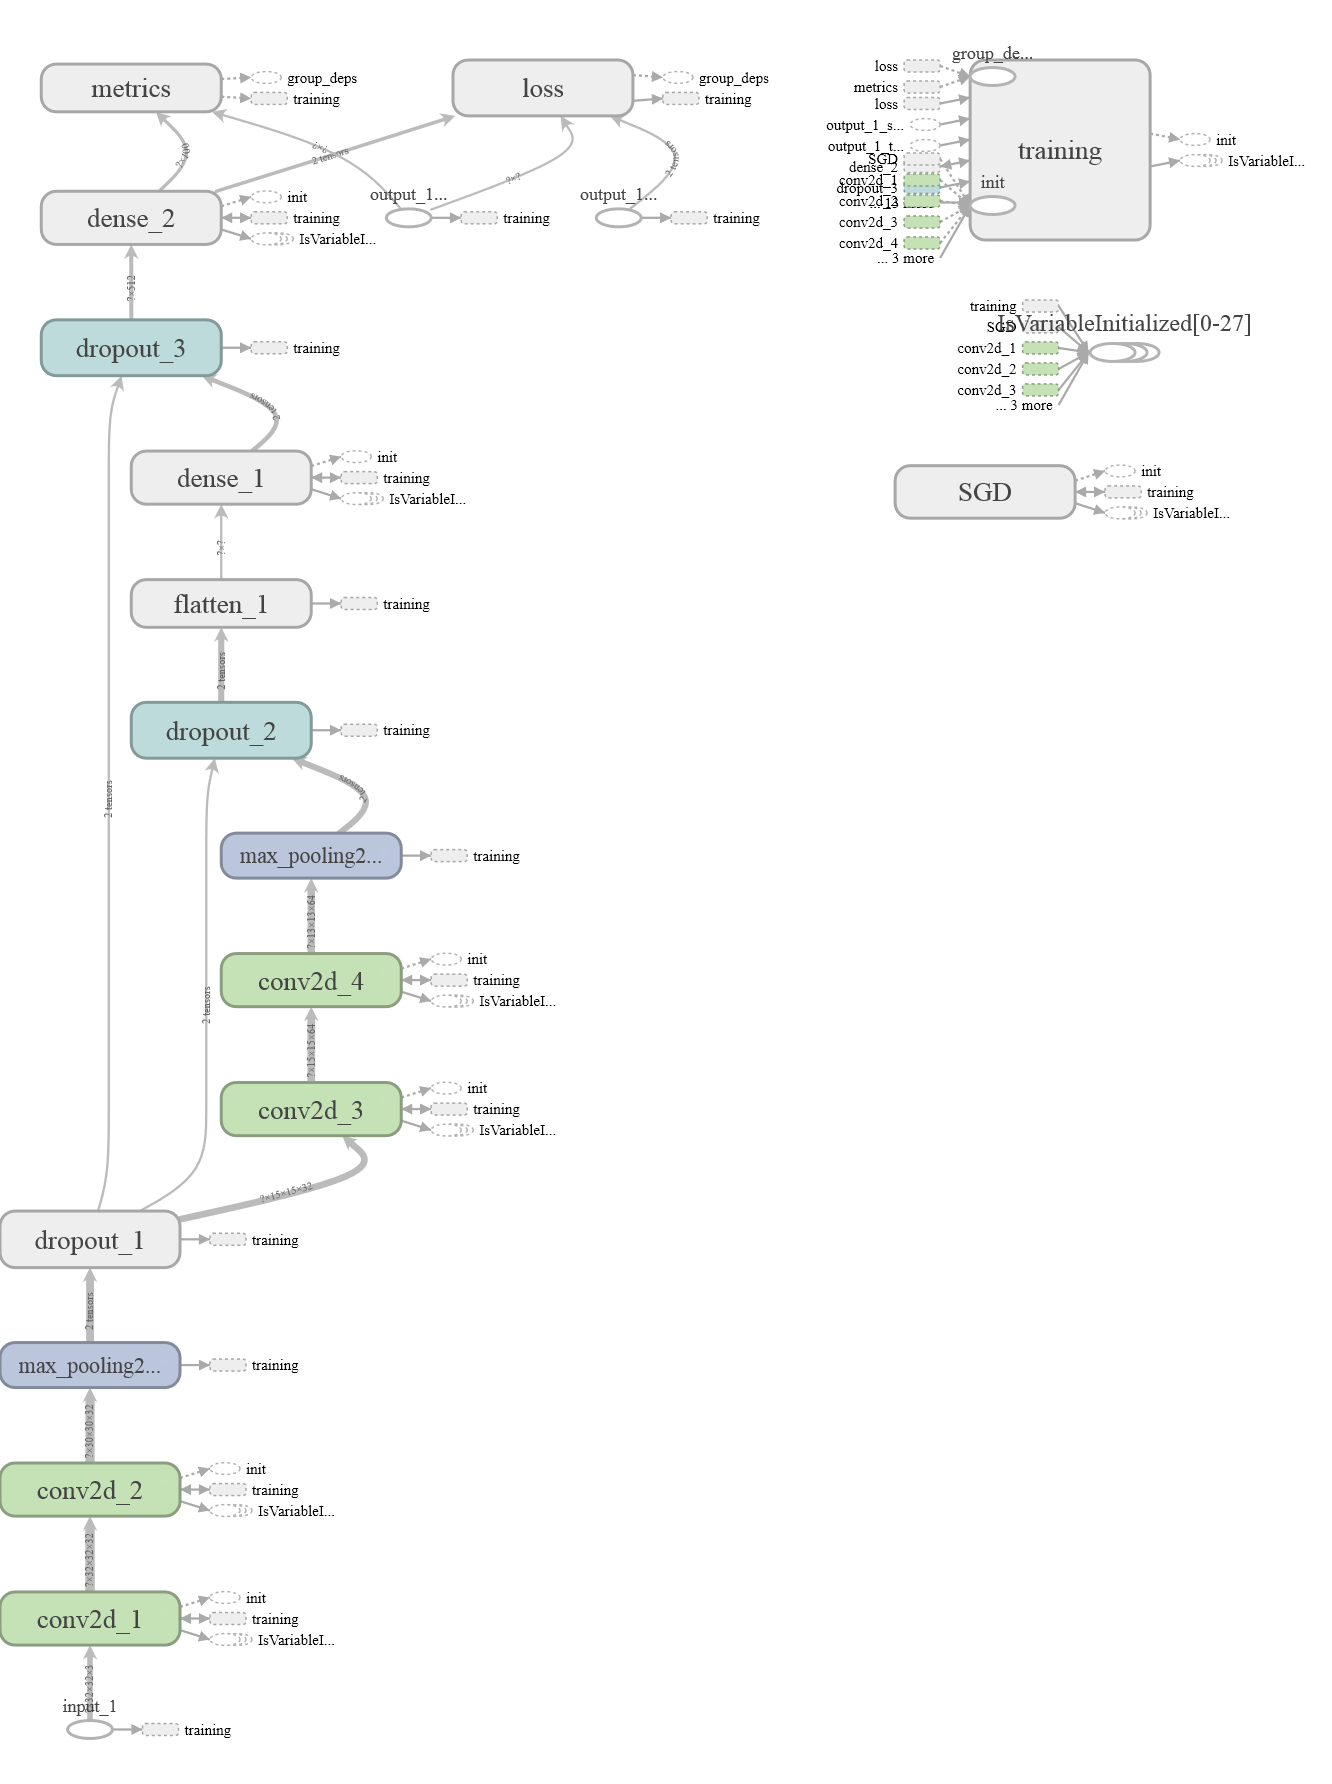 metrics
group_deps
training
?×100
loss
group_deps
training
?×?
2 tensors
?×?
2 tensors
dense_2
init
training
IsVariableI...
output_1...
training
output_1...
training
?×512
dropout_3
training
2 tensors
dense_1
init
training
IsVariableI...
?×?
flatten_1
training
2 tensors
dropout_2
training
2 tensors
2 tensors
max_pooling2...
training
?×13×13×64
conv2d_4
init
training
IsVariableI...
2 tensors
?×15×15×64
conv2d_3
init
training
IsVariableI...
?×15×15×32
dropout_1
training
2 tensors
max_pooling2...
training
?×30×30×32
conv2d_2
init
training
IsVariableI...
?×32×32×32
conv2d_1
init
training
IsVariableI...
input_1
training
group_de...
loss
metrics
loss
output_1_s...
output_1_t...
SGD
dense_2
conv2d_1
dropout_3
conv2d_2
conv2d_3
conv2d_4
... 3 more
training
init
init
IsVariableI...
training
IsVariableInitialized[0-27]
SGD
conv2d_1
conv2d_2
conv2d_3
... 3 more
SGD
init
training
IsVariableI...